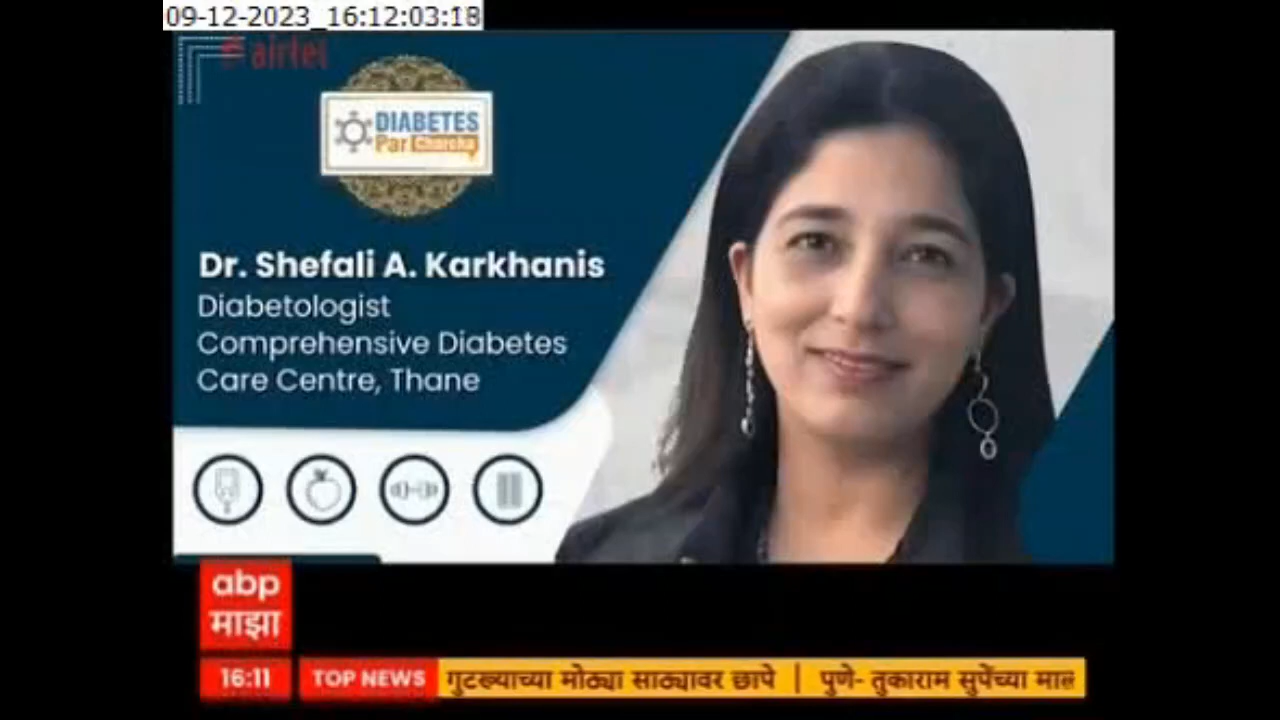 09-12-2023_16:12:03:18
airtel
DIABETES
Par Charcha
Dr. Shefali A. Karkhanis
Diabetologist
Comprehensive Diabetes
Care Centre, Thane
abp
माझा
16:11
TOP NEWS
गुटख्याच्या मोठ्या साठ्यावर छापे | पुणे- तुकाराम सुपेंच्या